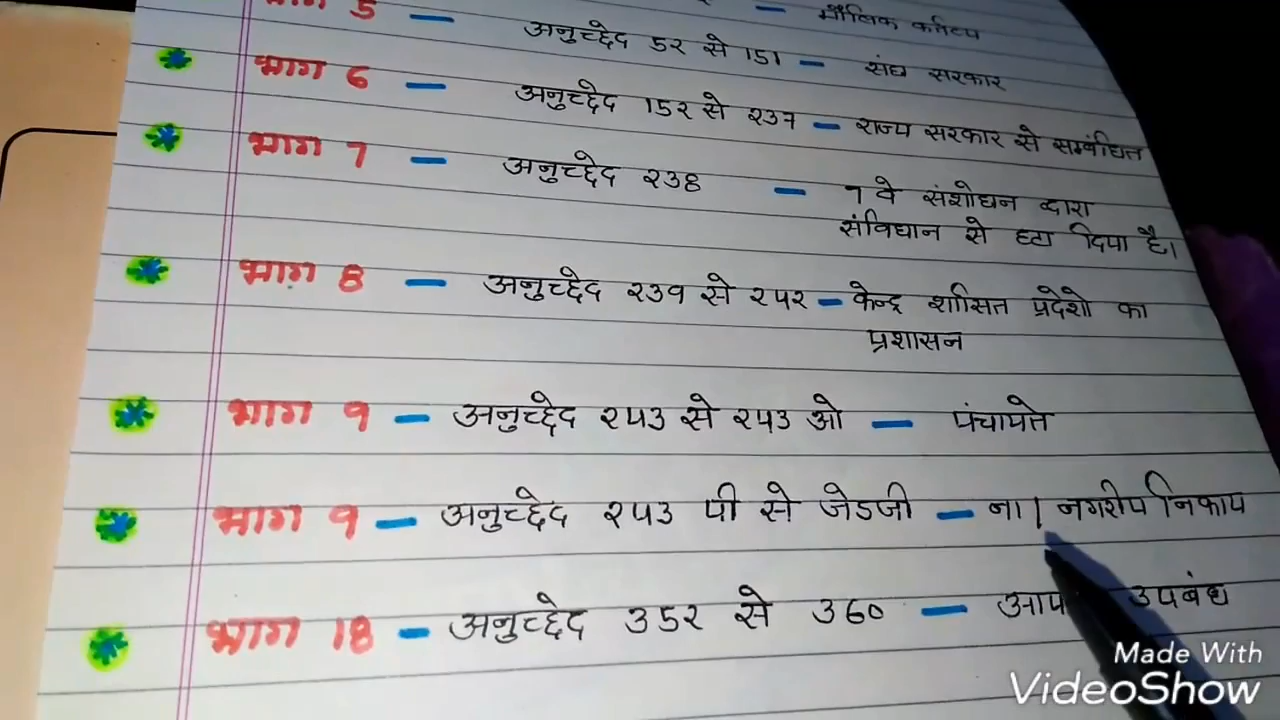 मौलिक कर्तव्य
भाग 5 — अनुच्छेद 52 से 151 — संघ सरकार
भाग 6 — अनुच्छेद 152 से 237 — राज्य सरकार से सम्बंधित
भाग 7 — अनुच्छेद 238 — 7 वे संशोधन द्वारा
संविधान से हटा दिया है।
भाग 8 — अनुच्छेद 239 से 242 — केन्द्र शासित प्रदेशो का
प्रशासन
भाग 9 — अनुच्छेद 243 से 243 ओ — पंचायते
भाग 9 — अनुच्छेद 243 पी से जेडजी — ना| नगरीय निकाय
भाग 18 — अनुच्छेद 352 से 360 — उपबंध
Made With
VideoShow